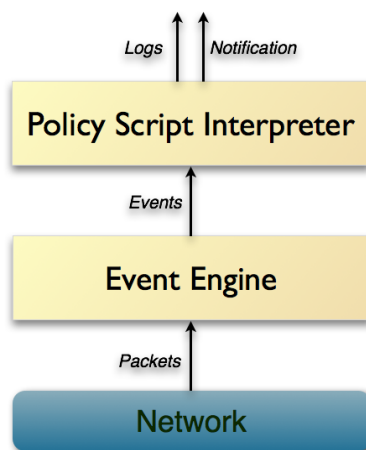 Logs
Notification
Policy Script Interpreter
Events
Event Engine
Packets
Network